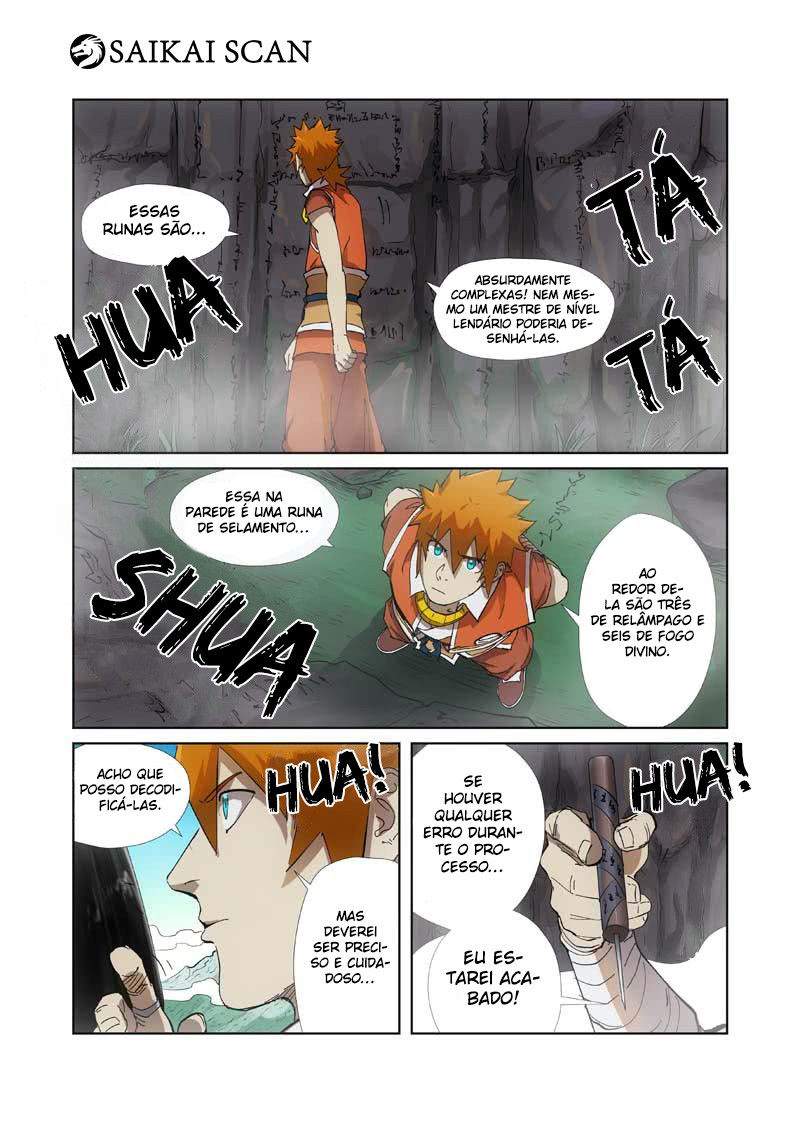 SAIKAI SCAN
ESSAS
RUNAS SÃO...
HUA
TÁ
TÁ
ABSURDAMENTE
COMPLEXAS! NEM MES-
MO UM MESTRE DE NÍVEL
LENDÁRIO PODERIA DE-
SENHÁ-LAS.
ESSA NA
PAREDE É UMA RUNA
DE SELAMENTO...
SHUA
AO
REDOR DE-
LA SÃO TRÊS
DE RELÂMPAGO E
SEIS DE FOGO
DIVINO.
ACHO QUE
POSSO DECODI-
FICÁ-LAS.
HUA!
MAS
DEVEREI
SER PRECI-
SO E CUIDA-
DOSO...
SE
HOUVER
QUALQUER
ERRO DURAN-
TE O PRO-
CESSO...
HUA!
EU ES-
TAREI ACA-
BADO!